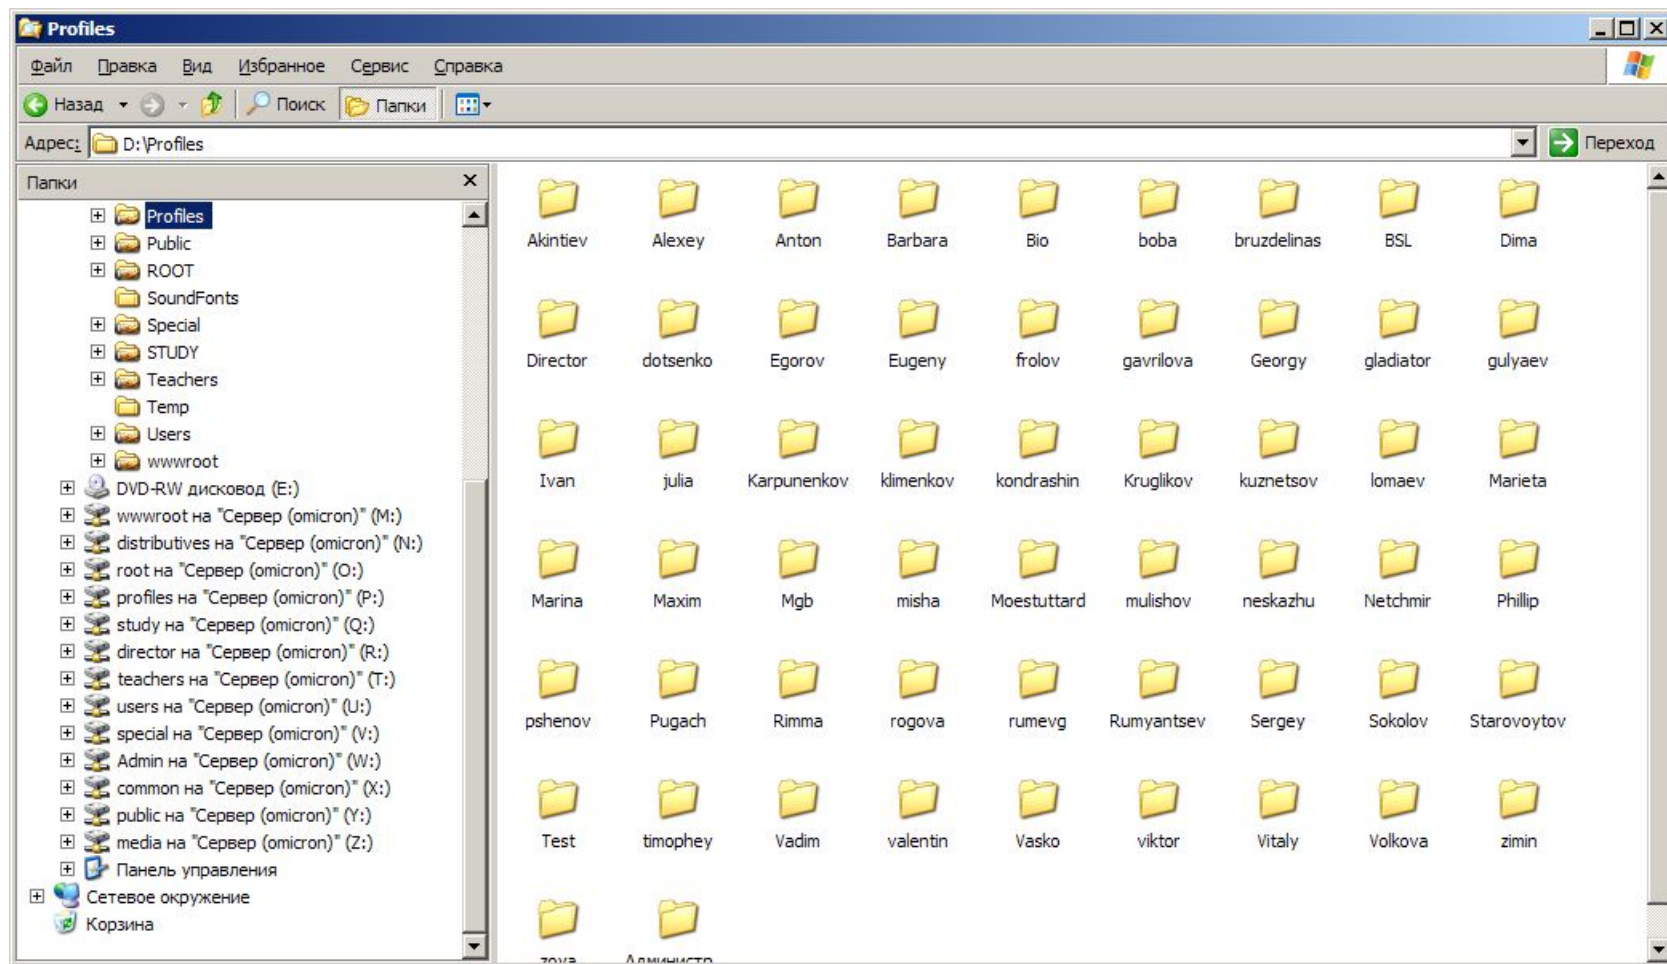 Profiles
Файл Правка Вид Избранное Сервис Справка
Назад Поиск Папки
Адрес: D:\Profiles Переход
Папки
Profiles
Public
ROOT
SoundFonts
Special
STUDY
Teachers
Temp
Users
wwwroot
DVD-RW дисковод (E:)
wwwroot на "Сервер (omicron)" (M:)
distributives на "Сервер (omicron)" (N:)
root на "Сервер (omicron)" (O:)
profiles на "Сервер (omicron)" (P:)
study на "Сервер (omicron)" (Q:)
director на "Сервер (omicron)" (R:)
teachers на "Сервер (omicron)" (T:)
users на "Сервер (omicron)" (U:)
special на "Сервер (omicron)" (V:)
Admin на "Сервер (omicron)" (W:)
common на "Сервер (omicron)" (X:)
public на "Сервер (omicron)" (Y:)
media на "Сервер (omicron)" (Z:)
Панель управления
Сетевое окружение
Корзина
Akintiev Alexey Anton Barbara Bio boba bruzdelinas BSL Dima
Director dotsenko Egorov Eugeny frolov gavrilova Georgy gladiator gulyaev
Ivan julia Karpunenkov klimenkov kondrashin Kruglikov kuznetsov lomaev Marieta
Marina Maxim Mgb misha Moestuttard mulishov neskazhu Netchmir Phillip
pshenov Pugach Rimma rogova rumevg Rumyantsev Sergey Sokolov Starovoytov
Test timophey Vadim valentin Vasko viktor Vitaly Volkova zimin
zoya Администр